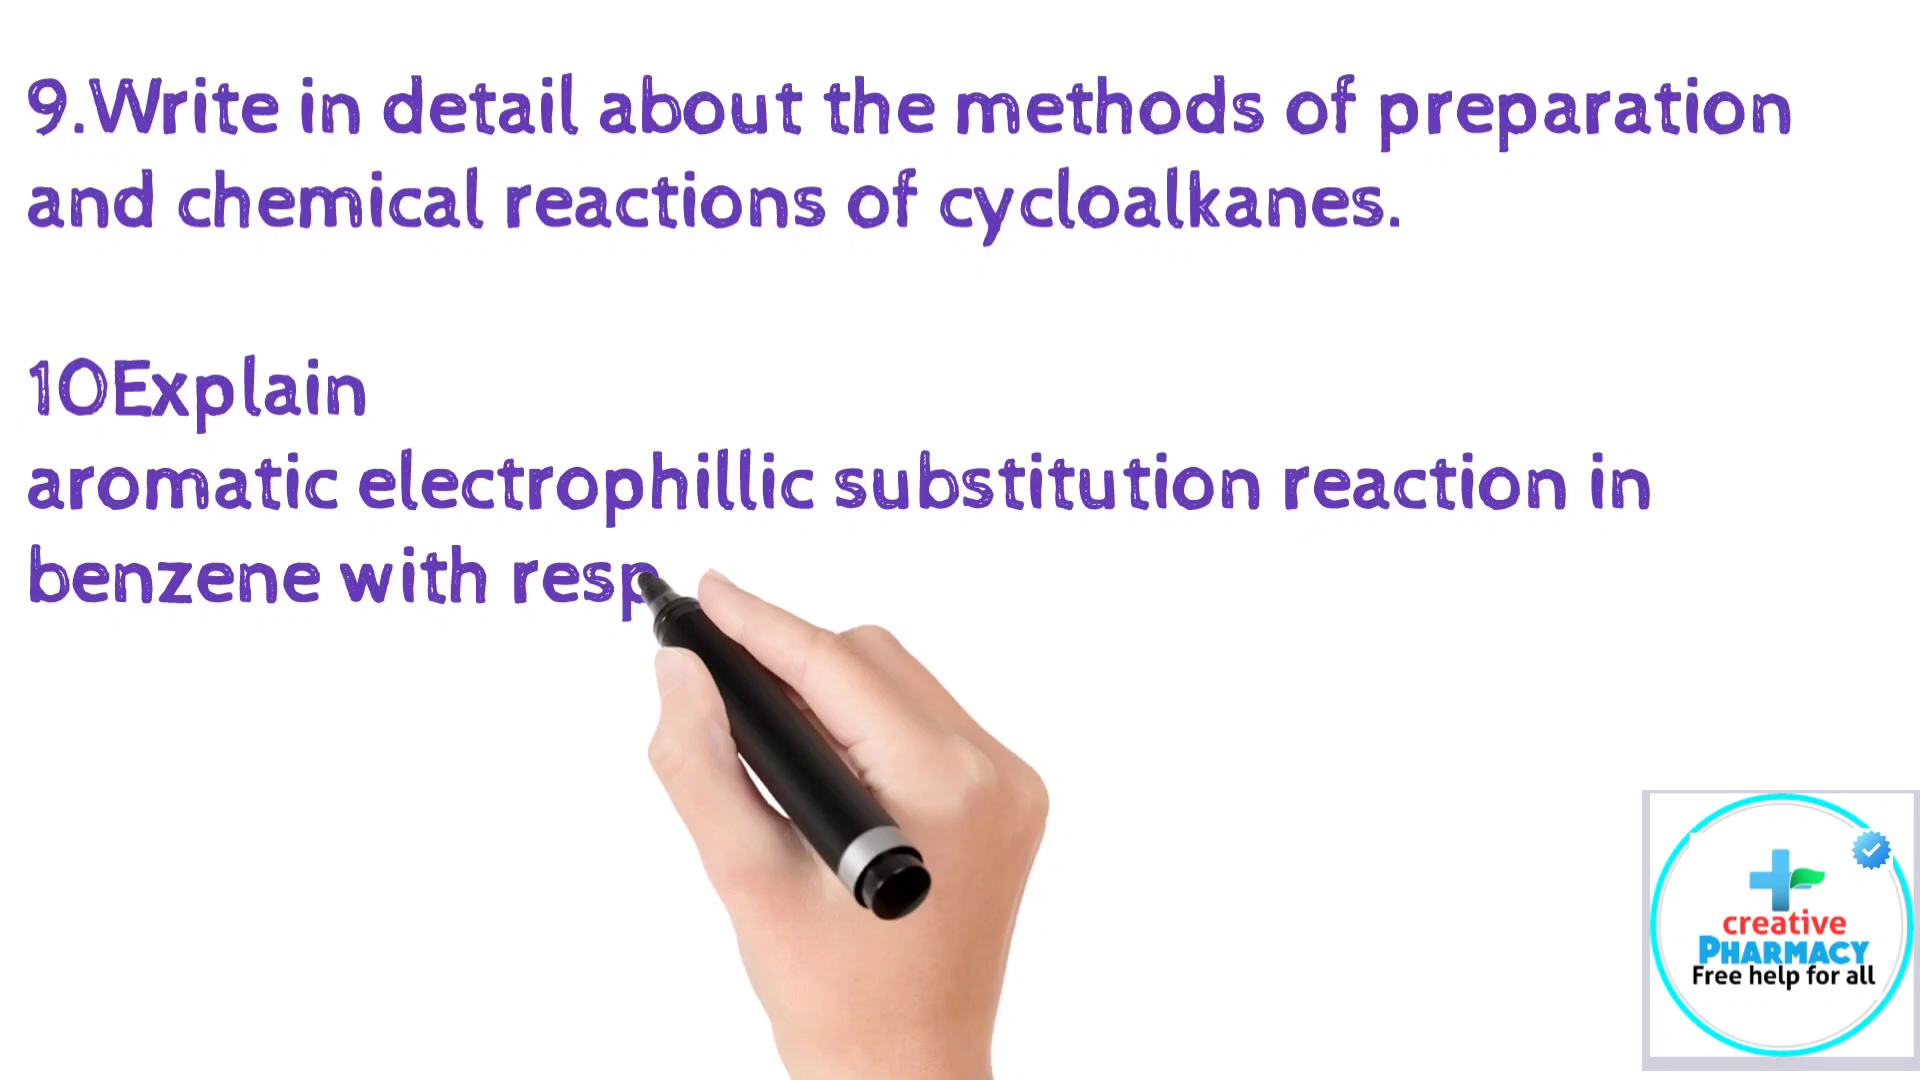 9.Write in detail about the methods of preparation
and chemical reactions of cycloalkanes.
10Explain
aromatic electrophillic substitution reaction in
benzene with resp
creative
PHARMACY
Free help for all